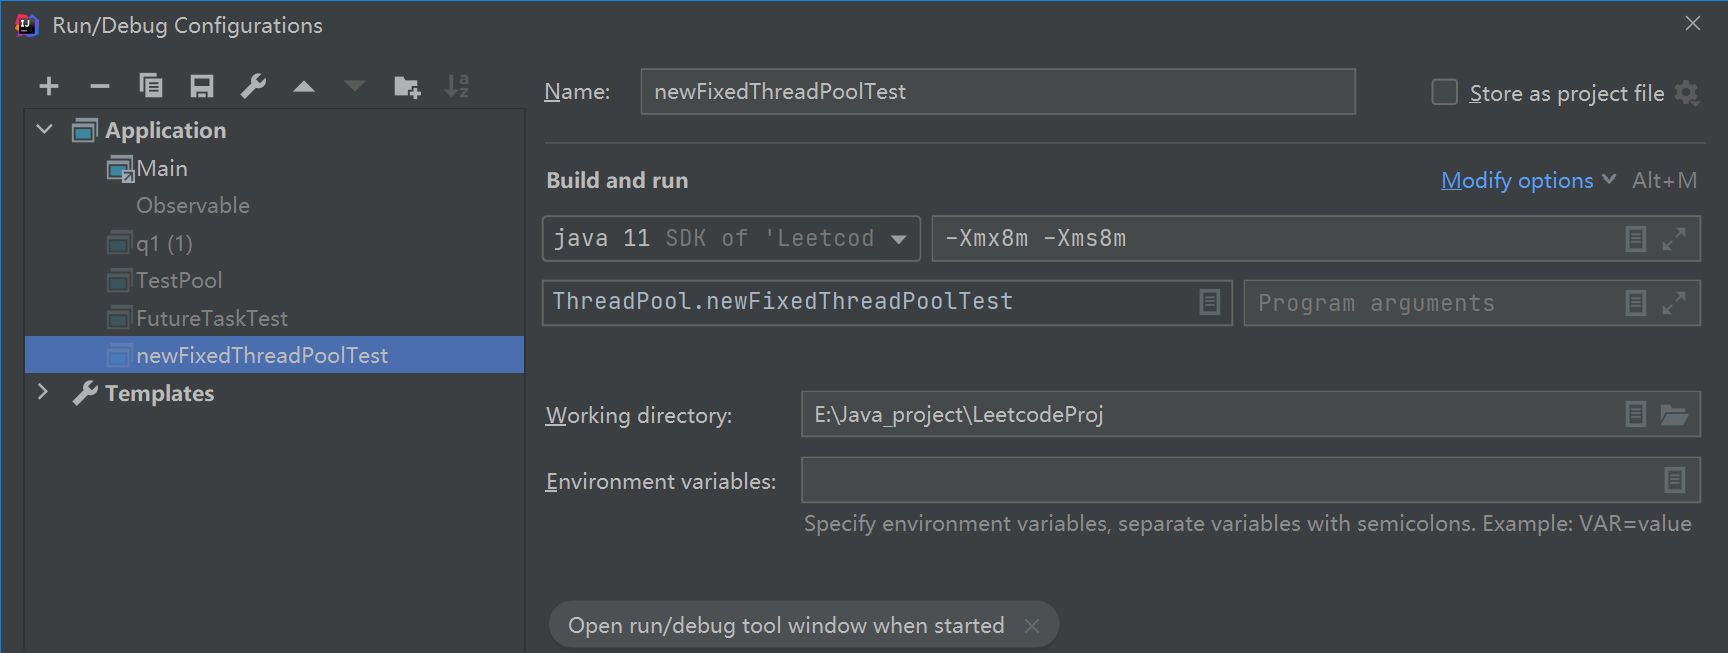 Run/Debug Configurations
Name: newFixedThreadPoolTest Store as project file
Application
Main
Observable
q1 (1)
TestPool
FutureTaskTest
newFixedThreadPoolTest
Templates
Build and run Modify options Alt+M
java 11 SDK of 'Leetcod -Xmx8m -Xms8m
ThreadPool.newFixedThreadPoolTest Program arguments
Working directory: E:\Java_project\LeetcodeProj
Environment variables:
Specify environment variables, separate variables with semicolons. Example: VAR=value
Open run/debug tool window when started